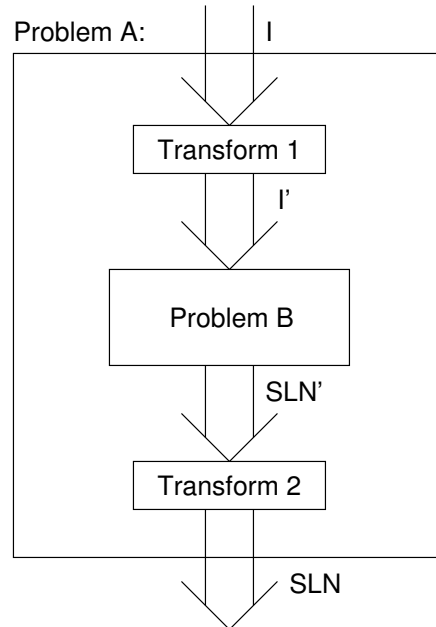 Problem A:
I
Transform 1
I'
Problem B
SLN'
Transform 2
SLN